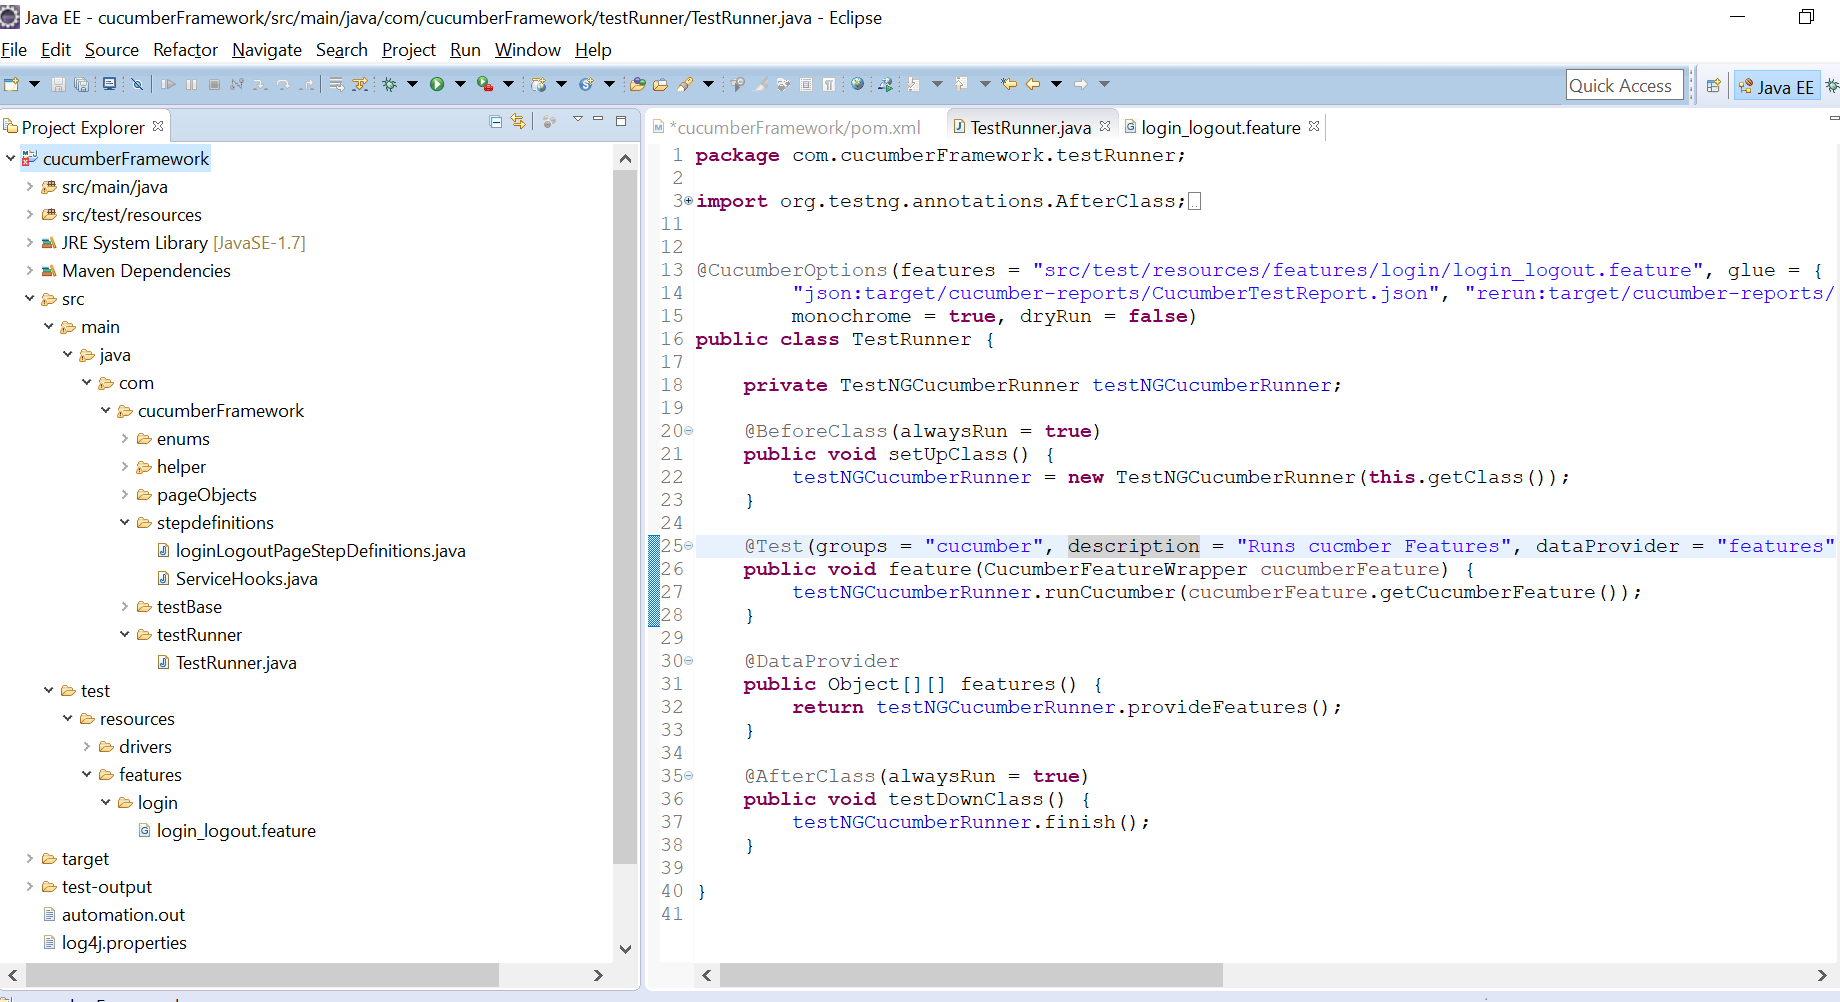 Java EE - cucumberFramework/src/main/java/com/cucumberFramework/testRunner/TestRunner.java - Eclipse
File Edit Source Refactor Navigate Search Project Run Window Help
Quick Access
Java EE
Project Explorer
cucumberFramework
src/main/java
src/test/resources
JRE System Library [JavaSE-1.7]
Maven Dependencies
src
main
java
com
cucumberFramework
enums
helper
pageObjects
stepdefinitions
loginLogoutPageStepDefinitions.java
ServiceHooks.java
testBase
testRunner
TestRunner.java
test
resources
drivers
features
login
login_logout.feature
target
test-output
automation.out
log4j.properties
*cucumberFramework/pom.xml TestRunner.java login_logout.feature
1 package com.cucumberFramework.testRunner;
2
3 import org.testng.annotations.AfterClass;
11
12
13 @CucumberOptions(features = "src/test/resources/features/login/login_logout.feature", glue = {
14 "json:target/cucumber-reports/CucumberTestReport.json", "rerun:target/cucumber-reports/
15 monochrome = true, dryRun = false)
16 public class TestRunner {
17
18 private TestNGCucumberRunner testNGCucumberRunner;
19
20 @BeforeClass(alwaysRun = true)
21 public void setUpClass() {
22 testNGCucumberRunner = new TestNGCucumberRunner(this.getClass());
23 }
24
25 @Test(groups = "cucumber", description = "Runs cucmber Features", dataProvider = "features"
26 public void feature(CucumberFeatureWrapper cucumberFeature) {
27 testNGCucumberRunner.runCucumber(cucumberFeature.getCucumberFeature());
28 }
29
30 @DataProvider
31 public Object[][] features() {
32 return testNGCucumberRunner.provideFeatures();
33 }
34
35 @AfterClass(alwaysRun = true)
36 public void testDownClass() {
37 testNGCucumberRunner.finish();
38 }
39
40 }
41